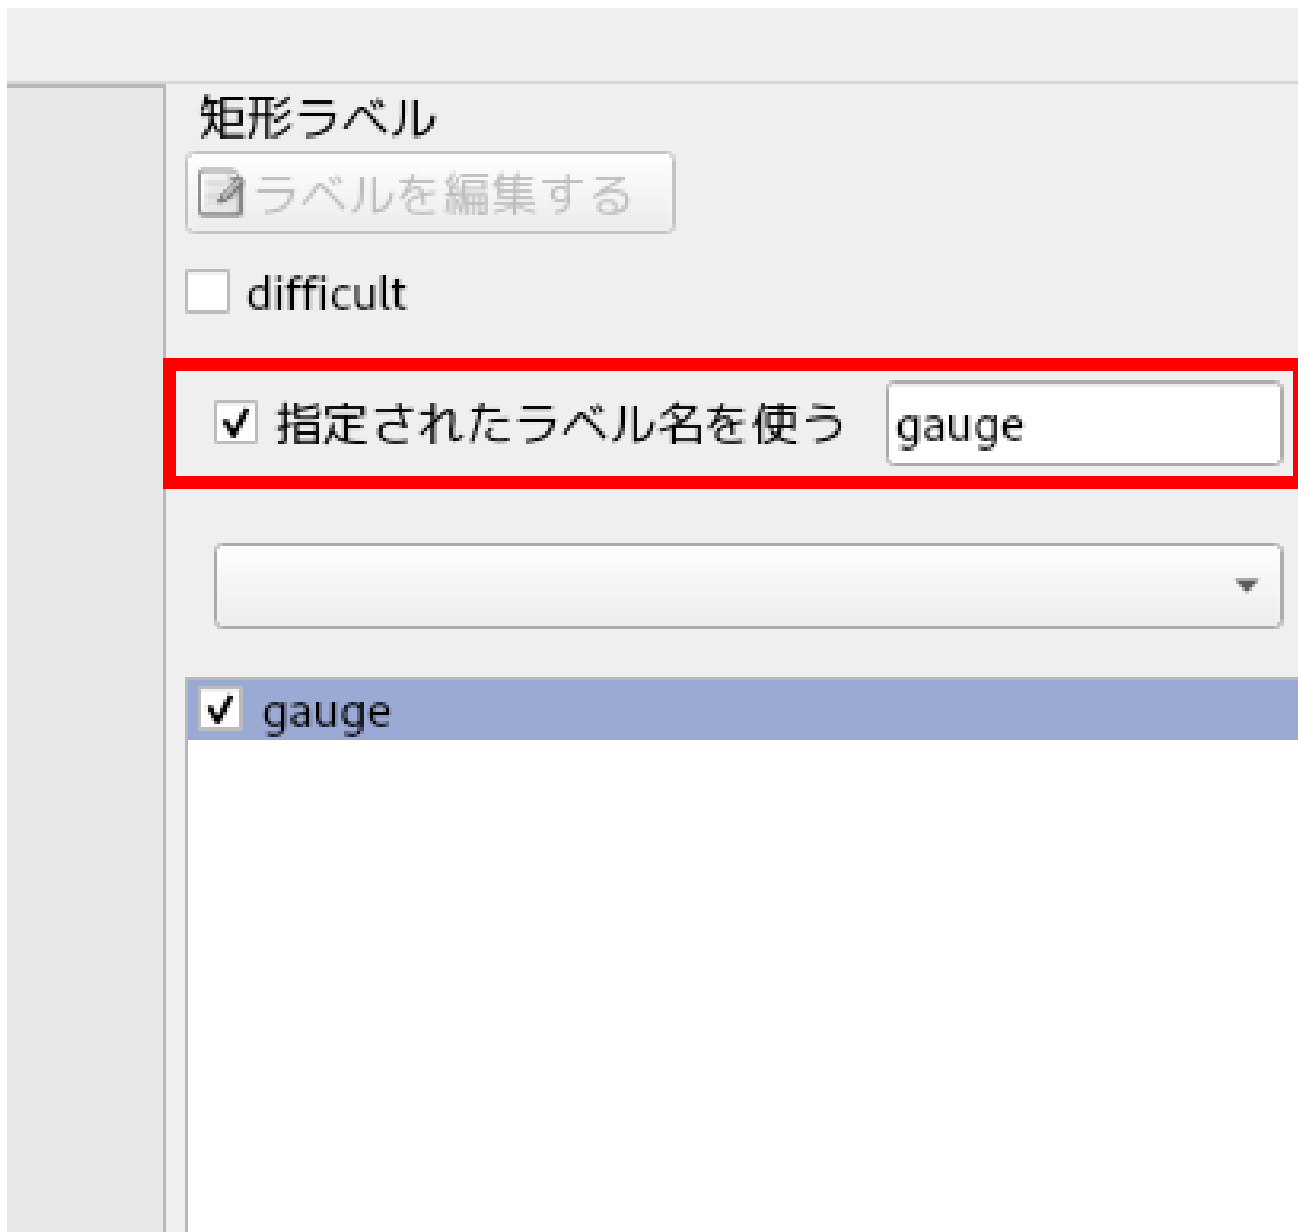 矩形ラベル
ラベルを編集する
difficult
指定されたラベル名を使う gauge
gauge